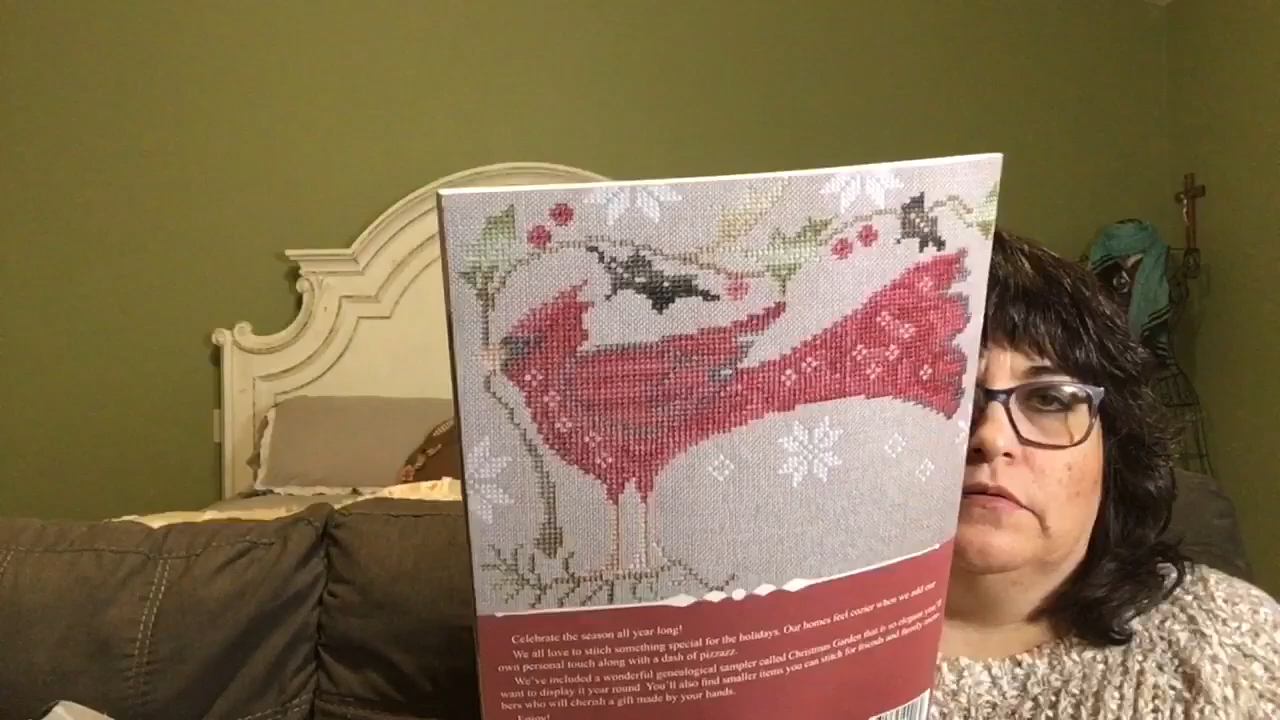 Celebrate the season all year long!
We all love to stitch something special for the holidays. Our homes feel cozier when we add our
own personal touch along with a dash of pizzazz.
We've included a wonderful genealogical sampler called Christmas Garden that is so elegant you'll
want to display it year round. You'll also find smaller items you can stitch for friends and family mem-
bers who will cherish a gift made by your hands.
Enjoy!